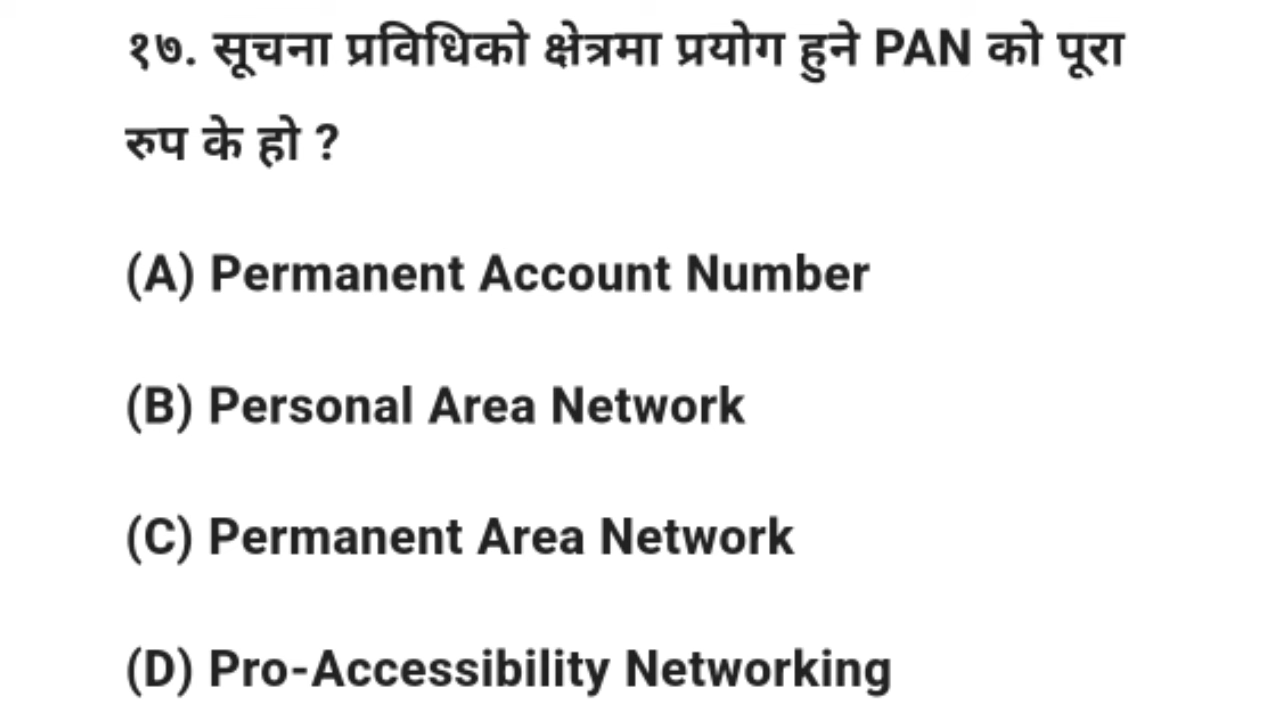 १७. सूचना प्रविधिको क्षेत्रमा प्रयोग हुने PAN को पूरा
रुप के हो ?
(A) Permanent Account Number
(B) Personal Area Network
(C) Permanent Area Network
(D) Pro-Accessibility Networking